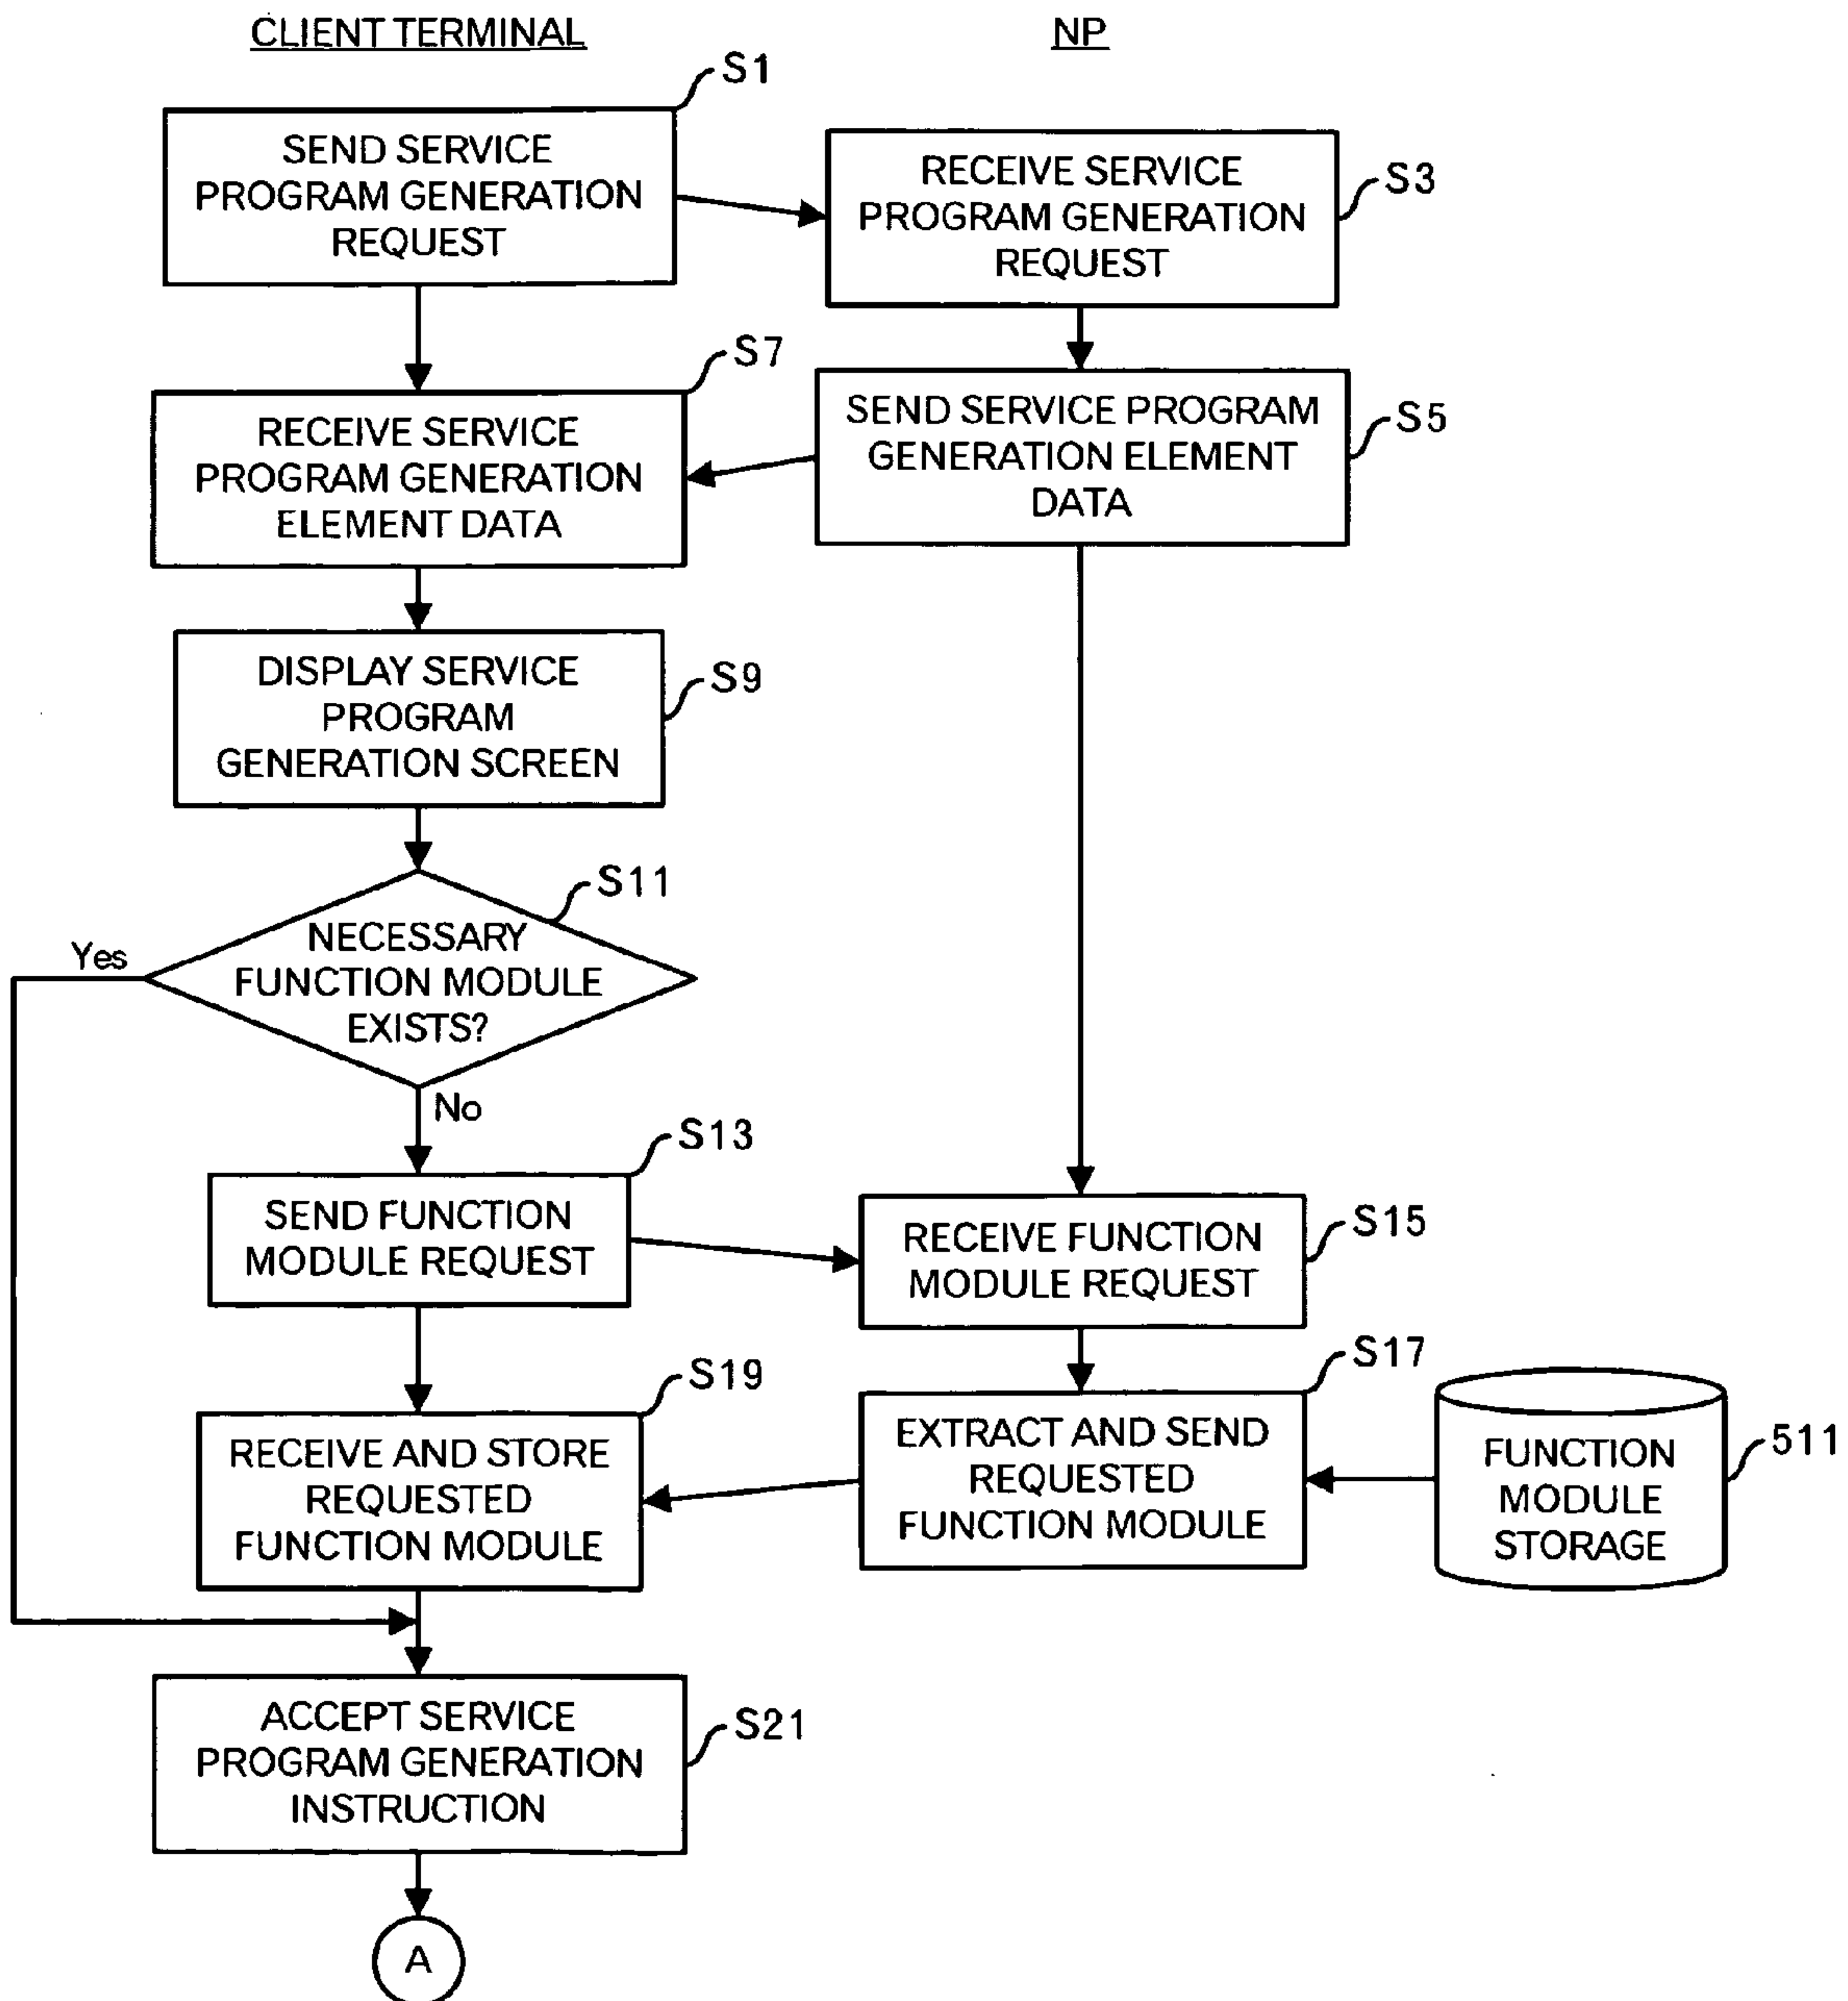 CLIENT TERMINAL
NP
S1
SEND SERVICE
PROGRAM GENERATION
REQUEST
RECEIVE SERVICE
PROGRAM GENERATION
REQUEST
S3
S7
RECEIVE SERVICE
PROGRAM GENERATION
ELEMENT DATA
SEND SERVICE PROGRAM
GENERATION ELEMENT
DATA
S5
DISPLAY SERVICE
PROGRAM
GENERATION SCREEN
S9
S11
NECESSARY
FUNCTION MODULE
EXISTS?
Yes
No
S13
SEND FUNCTION
MODULE REQUEST
RECEIVE FUNCTION
MODULE REQUEST
S15
S19
RECEIVE AND STORE
REQUESTED
FUNCTION MODULE
S17
EXTRACT AND SEND
REQUESTED
FUNCTION MODULE
FUNCTION
MODULE
STORAGE
511
ACCEPT SERVICE
PROGRAM GENERATION
INSTRUCTION
S21
A